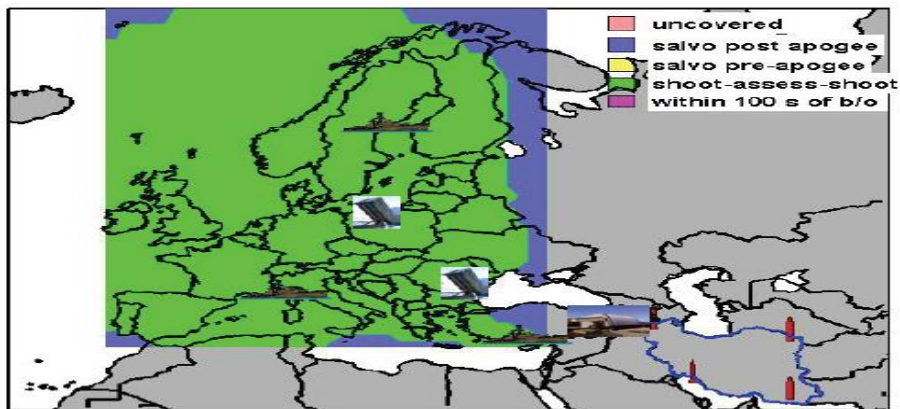 uncovered
salvo post apogee
salvo pre-apogee
shoot-assess-shoot
within 100 s of b/o